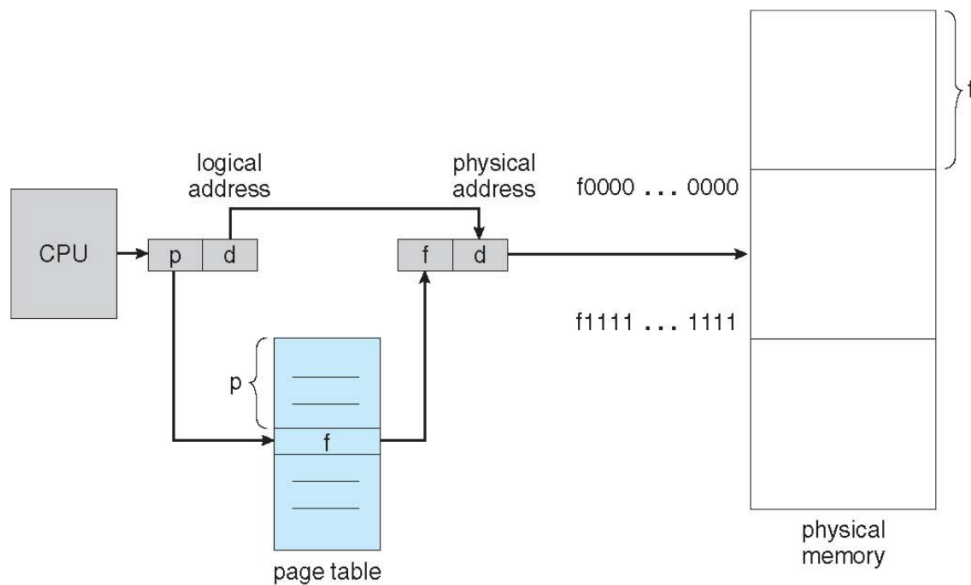 logical
address
physical
address
f0000 ... 0000
f
CPU
p
d
f
d
f1111 ... 1111
p
f
page table
physical
memory